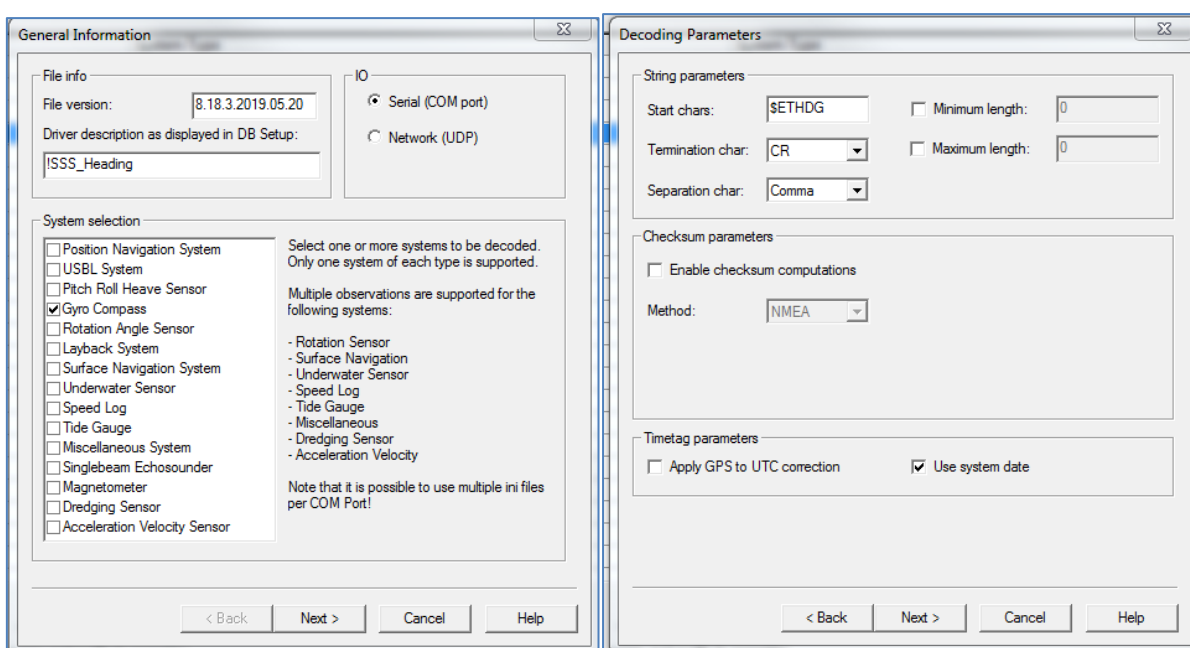 General Information
File info
File version:
8.18.3.2019.05.20
Driver description as displayed in DB Setup:
!SSS_Heading
IO
Serial (COM port)
Network (UDP)
System selection
Position Navigation System
USBL System
Pitch Roll Heave Sensor
Gyro Compass
Rotation Angle Sensor
Layback System
Surface Navigation System
Underwater Sensor
Speed Log
Tide Gauge
Miscellaneous System
Singlebeam Echosounder
Magnetometer
Dredging Sensor
Acceleration Velocity Sensor
Select one or more systems to be decoded.
Only one system of each type is supported.
Multiple observations are supported for the
following systems:
- Rotation Sensor
- Surface Navigation
- Underwater Sensor
- Speed Log
- Tide Gauge
- Miscellaneous
- Dredging Sensor
- Acceleration Velocity
Note that it is possible to use multiple ini files
per COM Port!
< Back
Next >
Cancel
Help
Decoding Parameters
String parameters
Start chars:
$ETHDG
Minimum length:
0
Termination char:
CR
Maximum length:
0
Separation char:
Comma
Checksum parameters
Enable checksum computations
Method:
NMEA
Timetag parameters
Apply GPS to UTC correction
Use system date
< Back
Next >
Cancel
Help